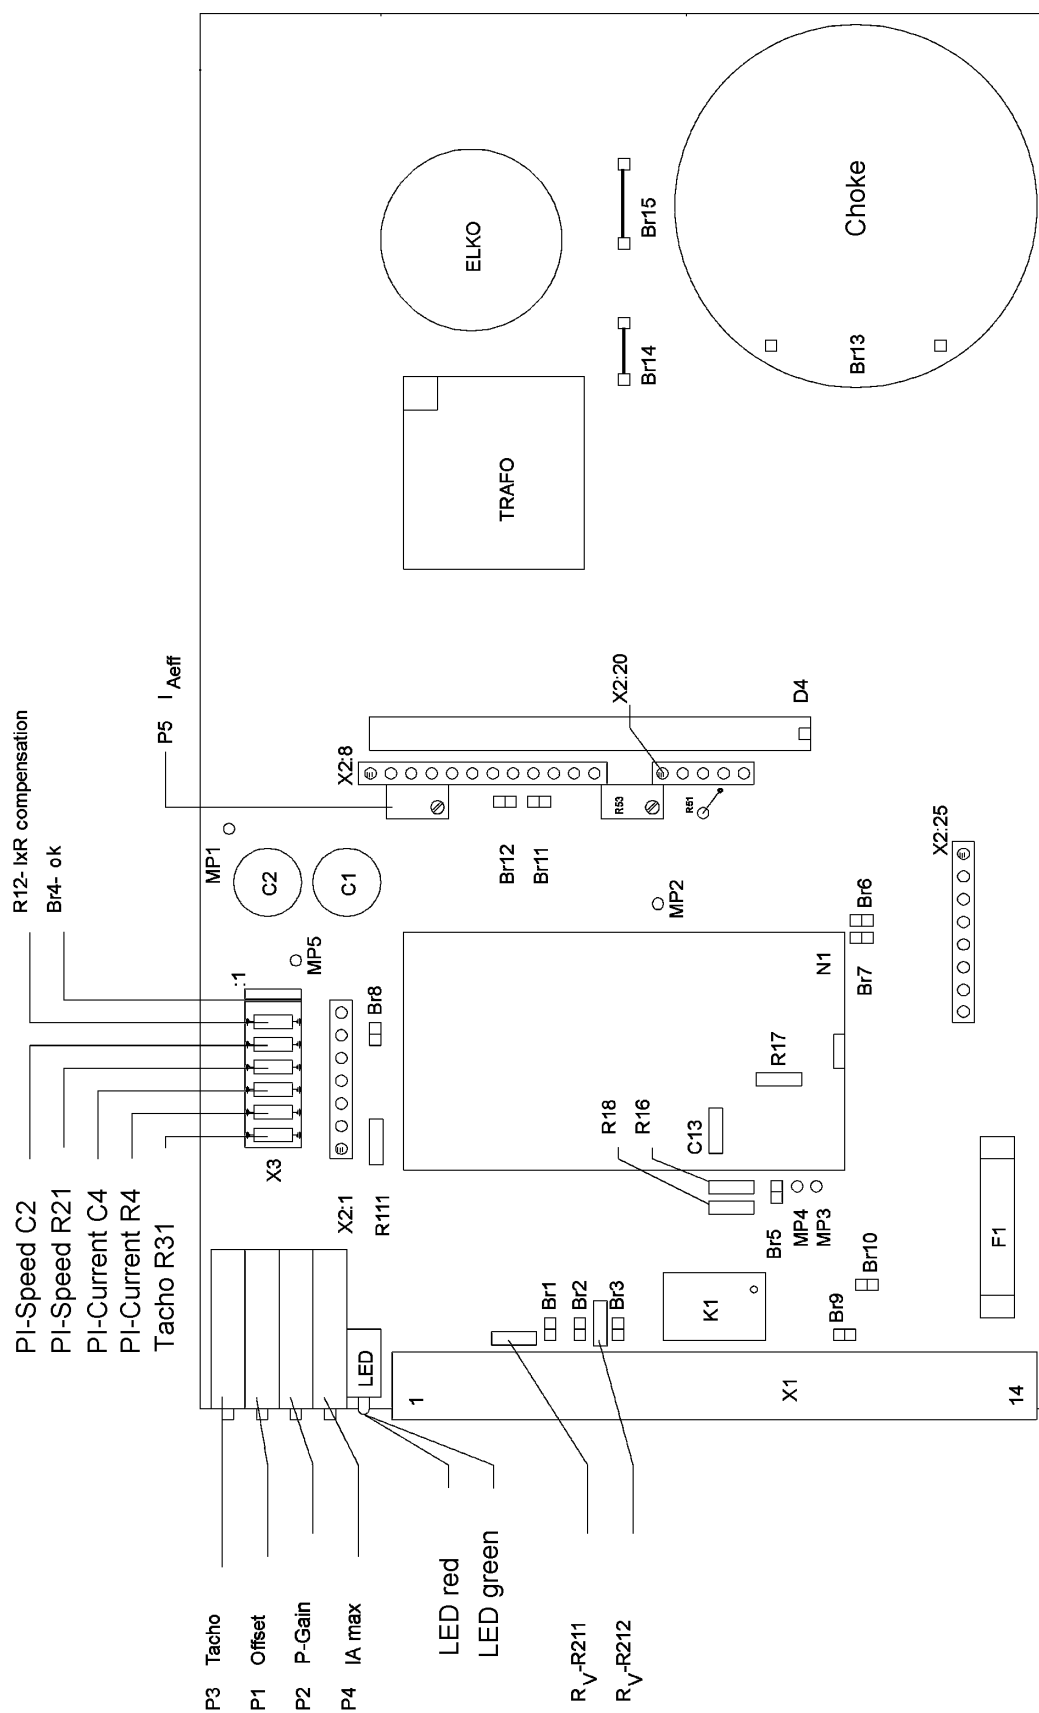 R12- IxR compensation
Br4- ok
PI-Speed C2
PI-Speed R21
PI-Current C4
PI-Current R4
Tacho R31
P5 I Aeff
MP1
C2
C1
:1
MP5
X3
X2:1
R111
Br8
X2:8
Br12
Br11
R53
X2:20
R51
D4
MP2
TRAFO
ELKO
Br14
Br15
Choke
Br13
N1
R17
C13
R18
R16
Br7
Br6
X2:25
Br5
MP4
MP3
Br10
Br9
F1
K1
Br1
Br2
Br3
LED
1
X1
14
P3 Tacho
P1 Offset
P2 P-Gain
P4 IA max
LED red
LED green
RV-R211
RV-R212